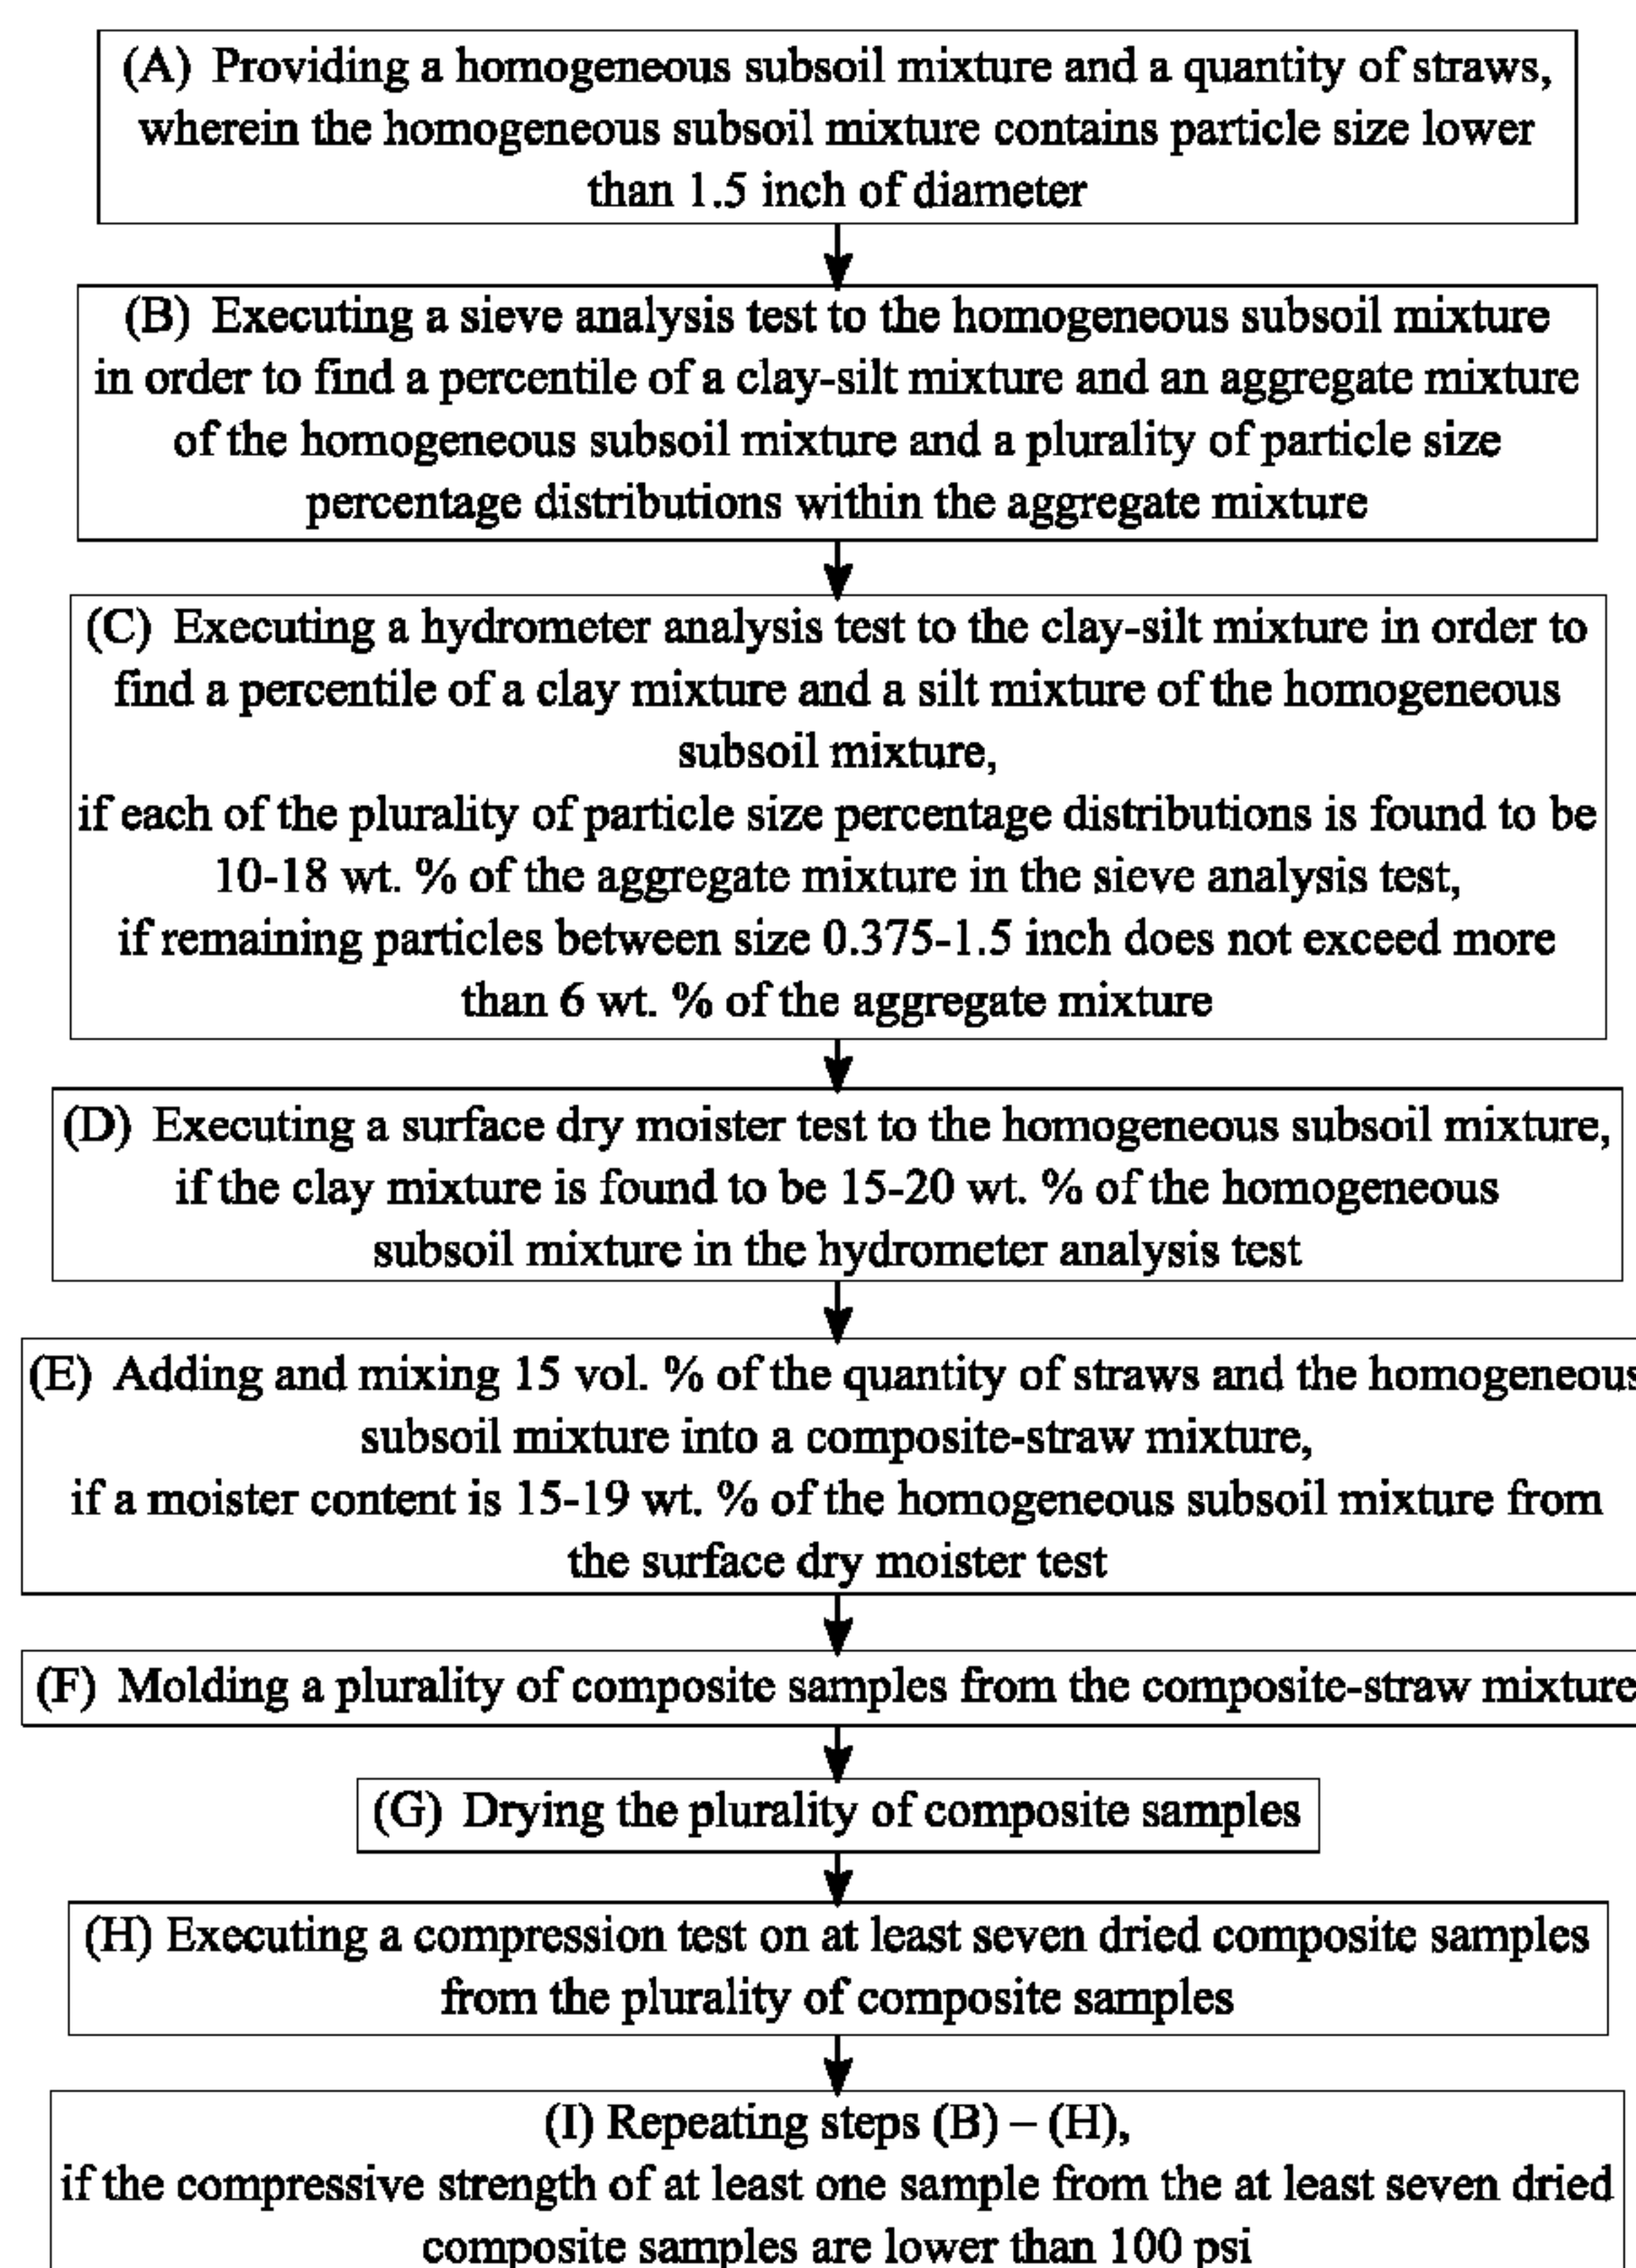 (A) Providing a homogeneous subsoil mixture and a quantity of straws,
wherein the homogeneous subsoil mixture contains particle size lower
than 1.5 inch of diameter
(B) Executing a sieve analysis test to the homogeneous subsoil mixture
in order to find a percentile of a clay-silt mixture and an aggregate mixture
of the homogeneous subsoil mixture and a plurality of particle size
percentage distributions within the aggregate mixture
(C) Executing a hydrometer analysis test to the clay-silt mixture in order to
find a percentile of a clay mixture and a silt mixture of the homogeneous
subsoil mixture,
if each of the plurality of particle size percentage distributions is found to be
10-18 wt. % of the aggregate mixture in the sieve analysis test,
if remaining particles between size 0.375-1.5 inch does not exceed more
than 6 wt. % of the aggregate mixture
(D) Executing a surface dry moister test to the homogeneous subsoil mixture,
if the clay mixture is found to be 15-20 wt. % of the homogeneous
subsoil mixture in the hydrometer analysis test
(E) Adding and mixing 15 vol. % of the quantity of straws and the homogeneous
subsoil mixture into a composite-straw mixture,
if a moister content is 15-19 wt. % of the homogeneous subsoil mixture from
the surface dry moister test
(F) Molding a plurality of composite samples from the composite-straw mixture
(G) Drying the plurality of composite samples
(H) Executing a compression test on at least seven dried composite samples
from the plurality of composite samples
(I) Repeating steps (B) – (H),
if the compressive strength of at least one sample from the at least seven dried
composite samples are lower than 100 psi